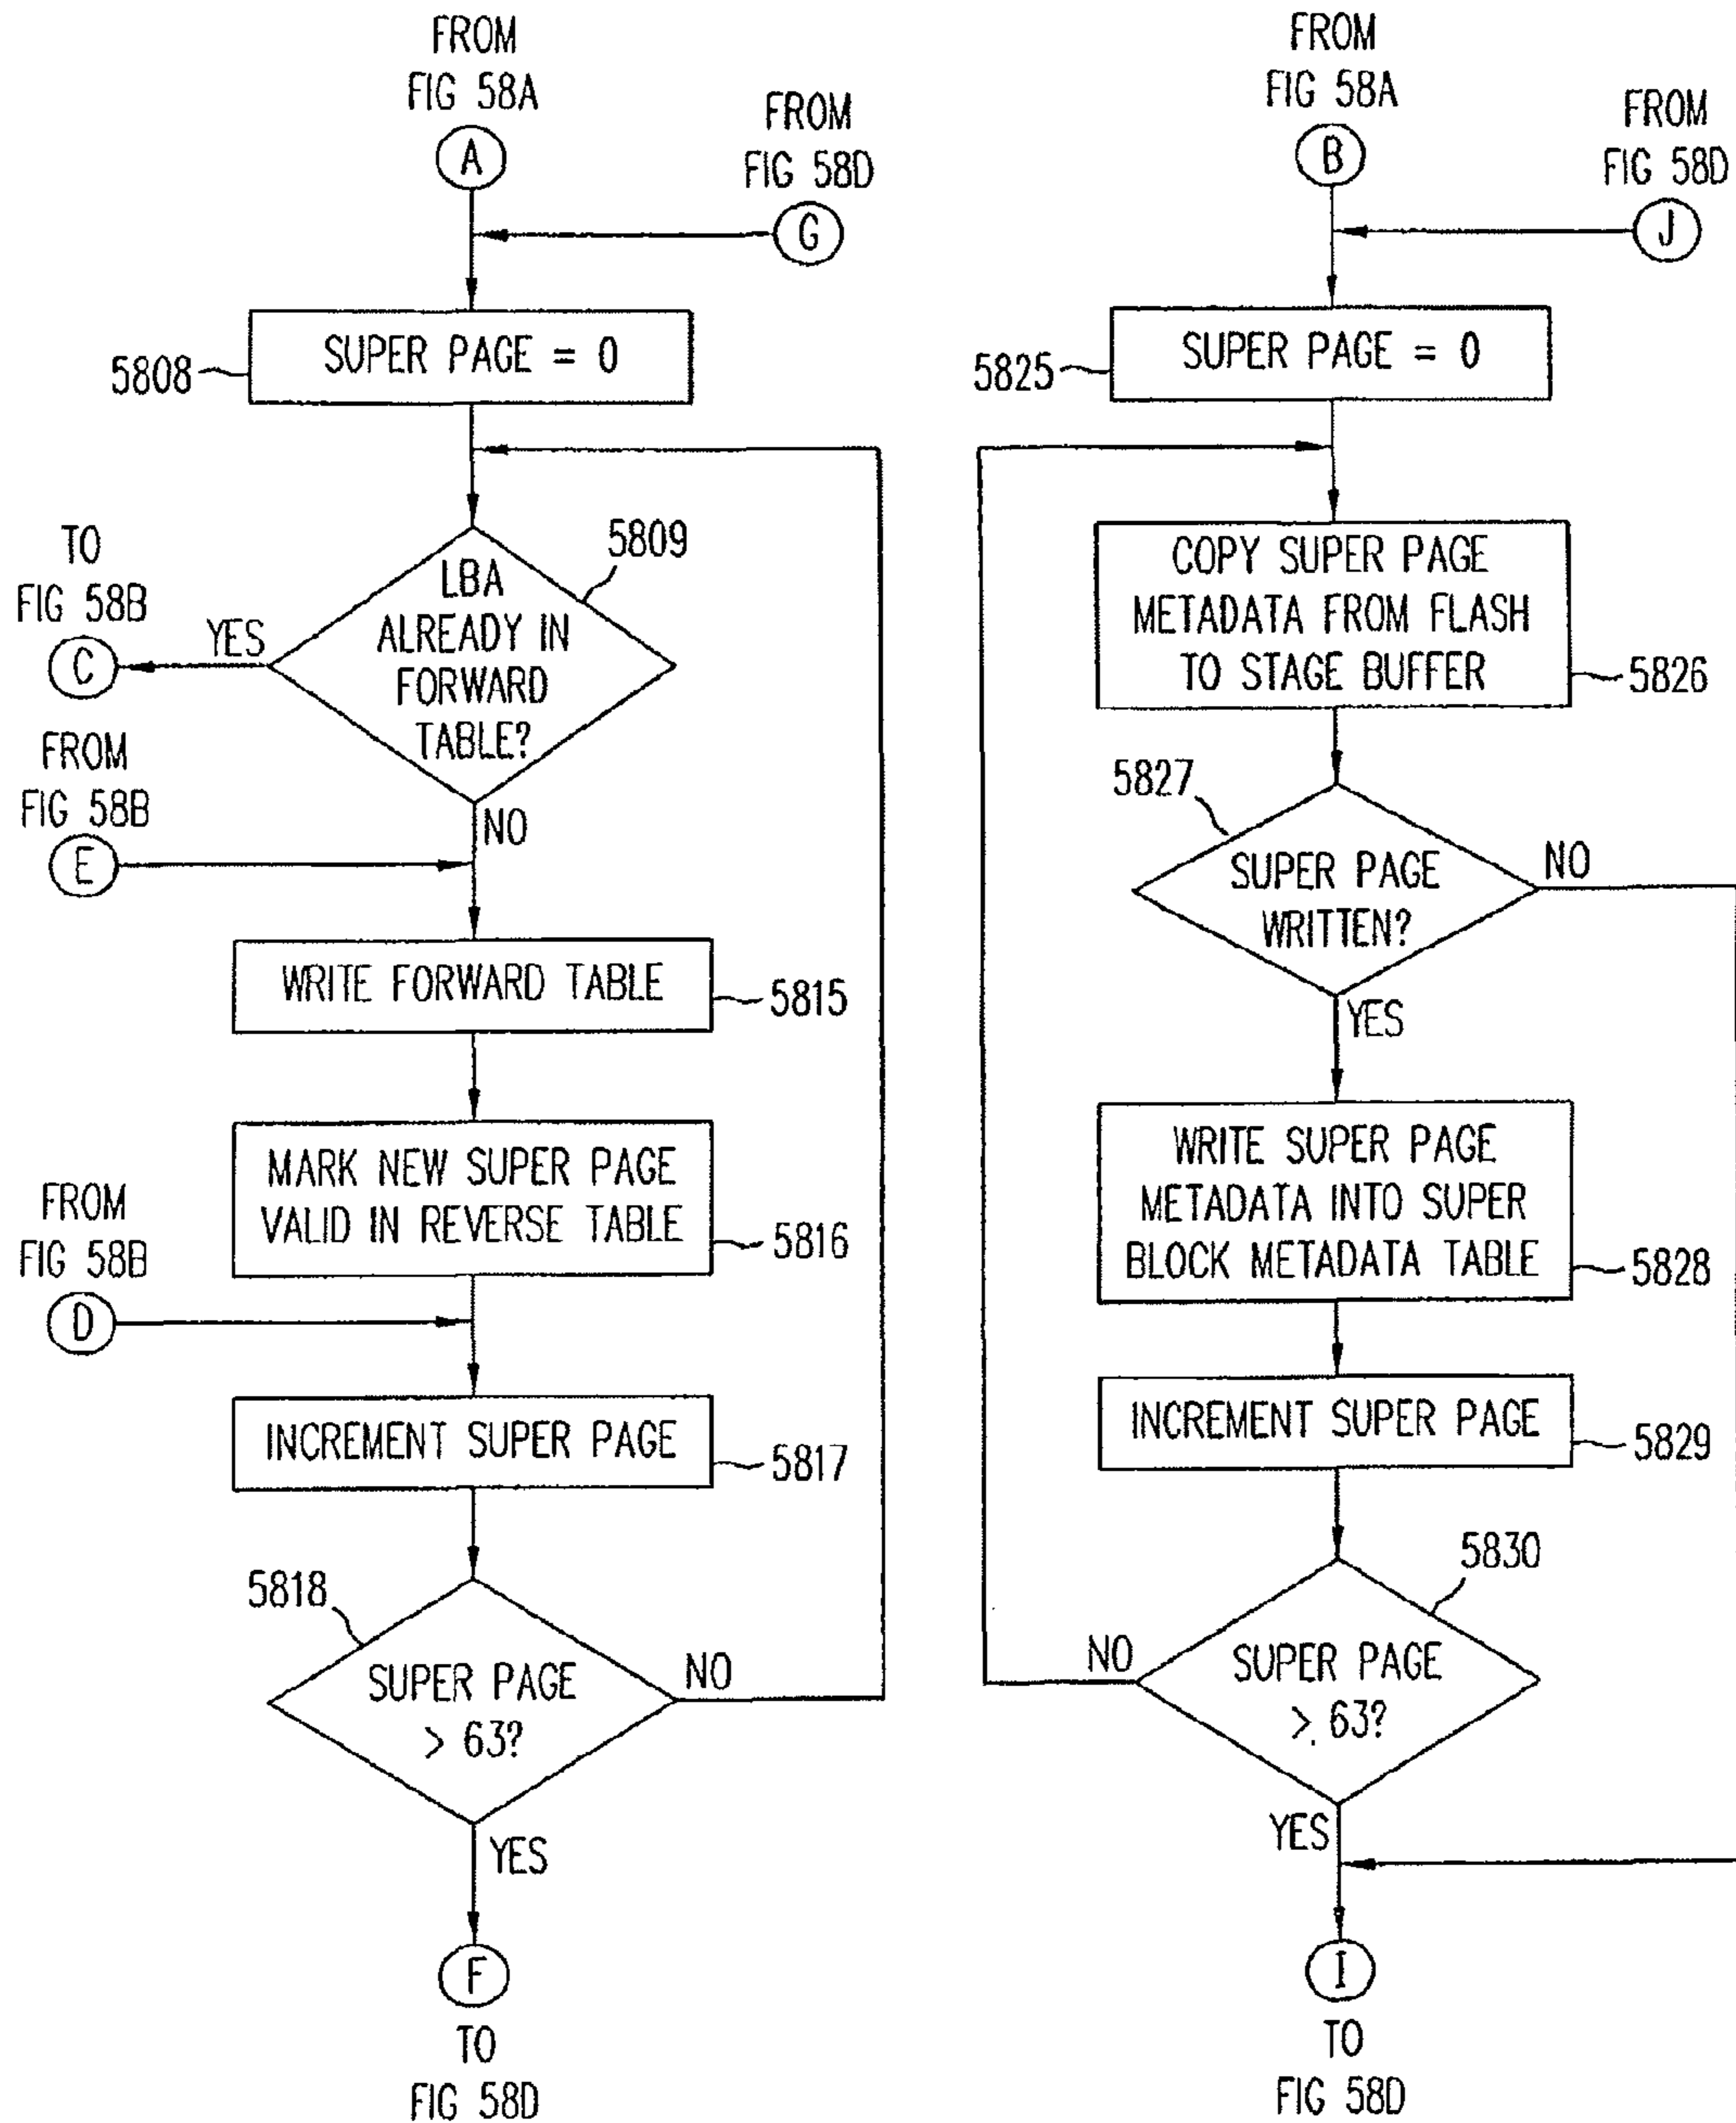 FROM
FIG 58A
A
FROM
FIG 58D
G
SUPER PAGE = 0
5808
5809
LBA
ALREADY IN
FORWARD
TABLE?
YES
TO
FIG 58B
C
NO
FROM
FIG 58B
E
WRITE FORWARD TABLE
5815
MARK NEW SUPER PAGE
VALID IN REVERSE TABLE
5816
FROM
FIG 58B
D
INCREMENT SUPER PAGE
5817
5818
SUPER PAGE
> 63?
NO
YES
F
TO
FIG 58D
FROM
FIG 58A
B
FROM
FIG 58D
J
SUPER PAGE = 0
5825
COPY SUPER PAGE
METADATA FROM FLASH
TO STAGE BUFFER
5826
5827
SUPER PAGE
WRITTEN?
NO
YES
WRITE SUPER PAGE
METADATA INTO SUPER
BLOCK METADATA TABLE
5828
INCREMENT SUPER PAGE
5829
5830
SUPER PAGE
> 63?
NO
YES
I
TO
FIG 58D